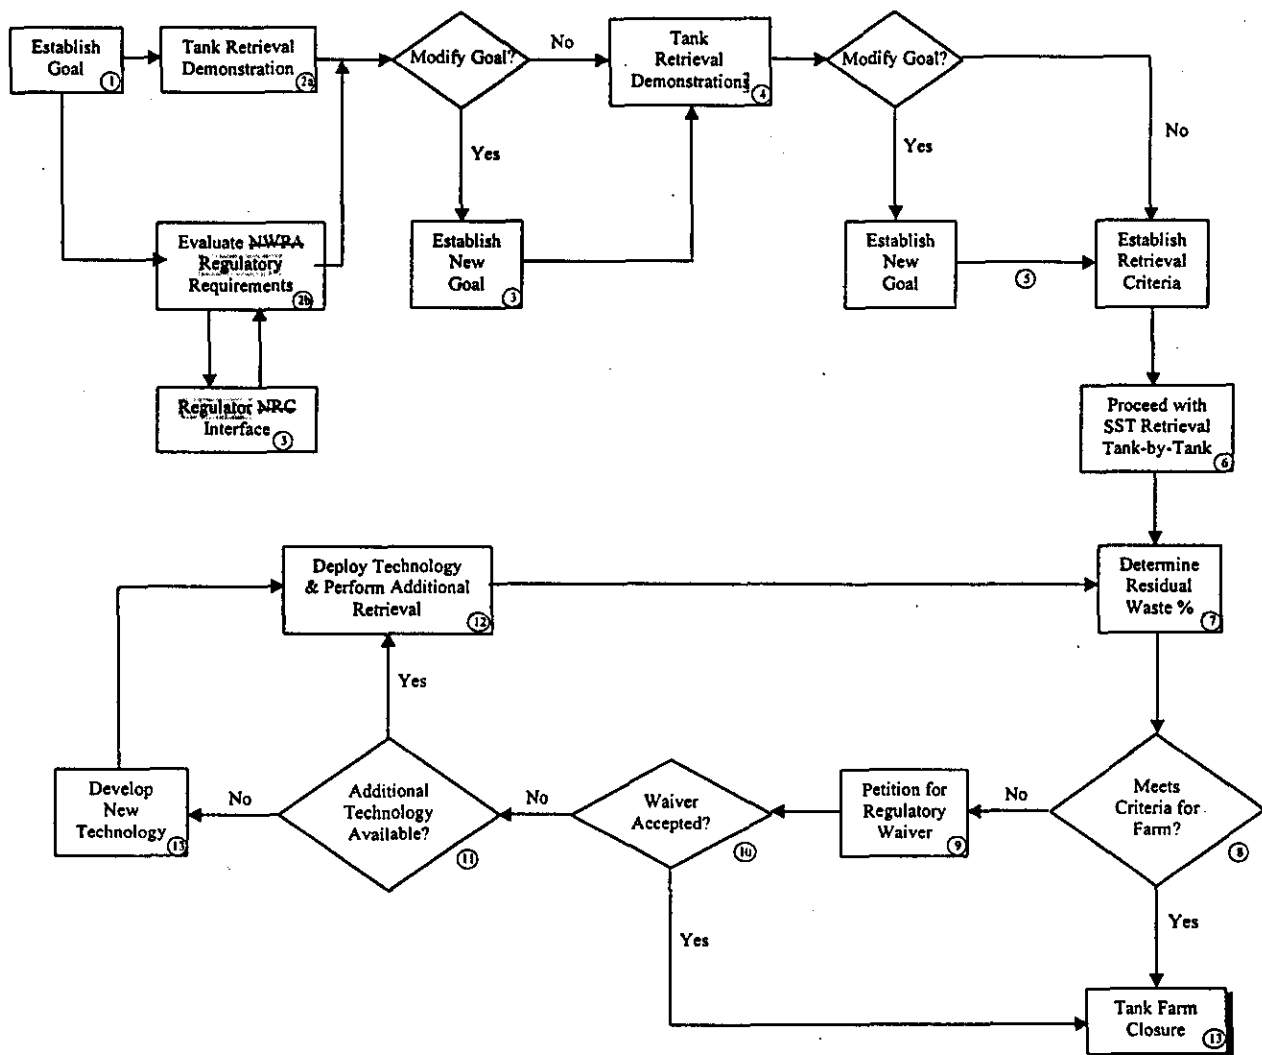 Establish
Goal
1
Tank Retrieval
Demonstration
2a
Modify Goal?
No
Yes
Tank
Retrieval
Demonstrations
4
Modify Goal?
No
Yes
Evaluate NWPA
Regulatory
Requirements
2b
Establish
New
Goal
3
Establish
New
Goal
5
Establish
Retrieval
Criteria
Regulator NRC
Interface
3
Proceed with
SST Retrieval
Tank-by-Tank
6
Deploy Technology
& Perform Additional
Retrieval
12
Determine
Residual
Waste %
7
Yes
Develop
New
Technology
13
No
Additional
Technology
Available?
11
No
Waiver
Accepted?
10
Petition for
Regulatory
Waiver
9
No
Meets
Criteria for
Farm?
8
Yes
Yes
Tank Farm
Closure
13